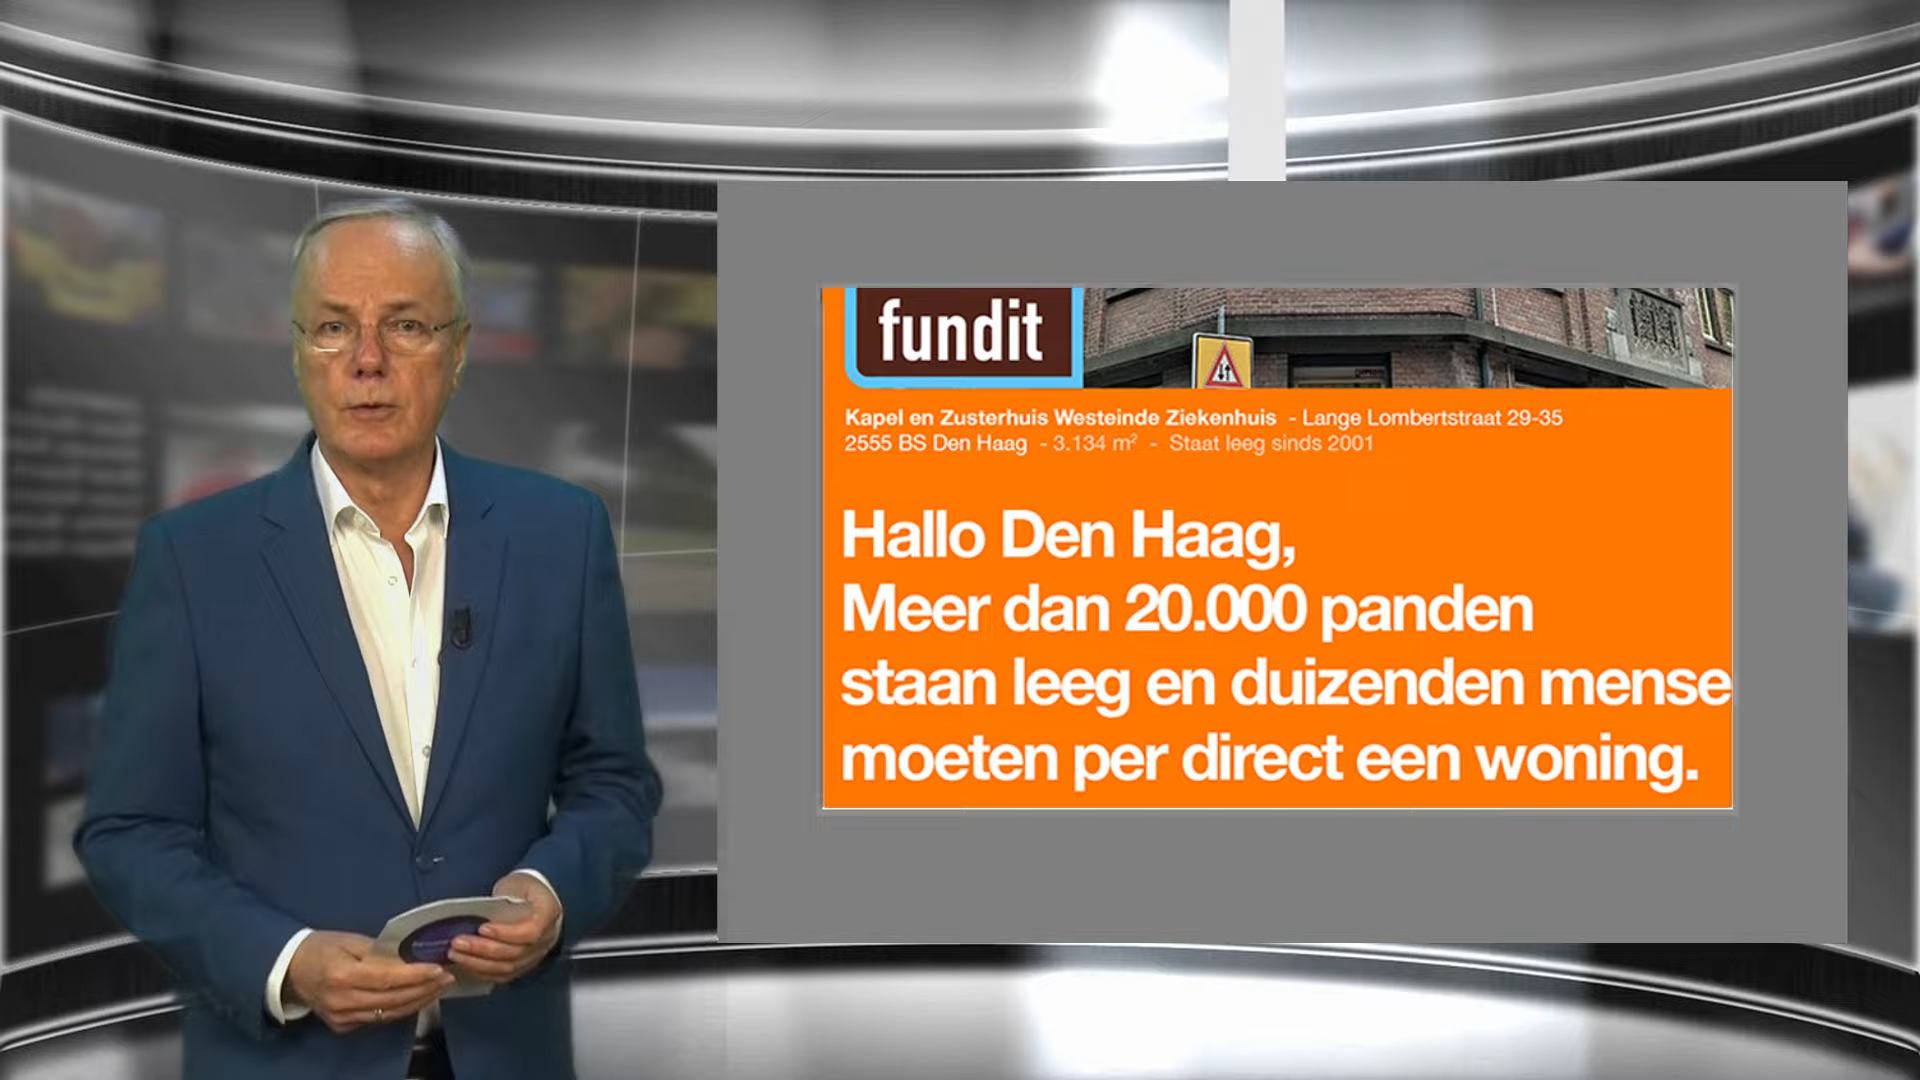 fundit
Kapel en Zusterhuis Westeinde Ziekenhuis - Lange Lombertstraat 29-35
2555 BS Den Haag - 3.134 m² - Staat leeg sinds 2001
Hallo Den Haag,
Meer dan 20.000 panden
staan leeg en duizenden mense
moeten per direct een woning.